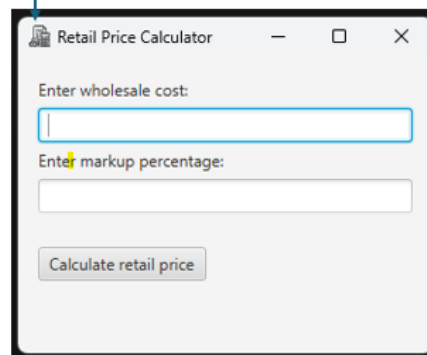 Retail Price Calculator
Enter wholesale cost:
Enter markup percentage:
Calculate retail price